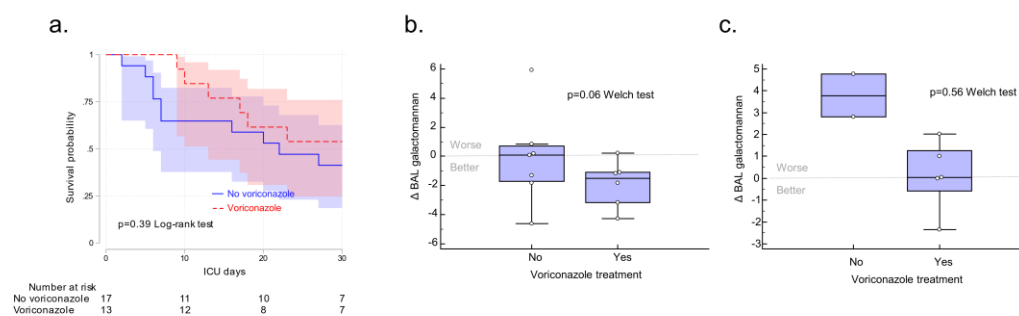 a.
1
.75
.5
.25
0
Survival probability
No voriconazole
Voriconazole
p=0.39 Log-rank test
0 10 20 30
ICU days
Number at risk
No voriconazole 17 11 10 7
Voriconazole 13 12 8 7
b.
6
4
2
0
-2
-4
-6
Δ BAL galactomannan
p=0.06 Welch test
Worse
Better
No Yes
Voriconazole treatment
c.
5
4
3
2
1
0
-1
-2
-3
Δ BAL galactomannan
p=0.56 Welch test
Worse
Better
No Yes
Voriconazole treatment